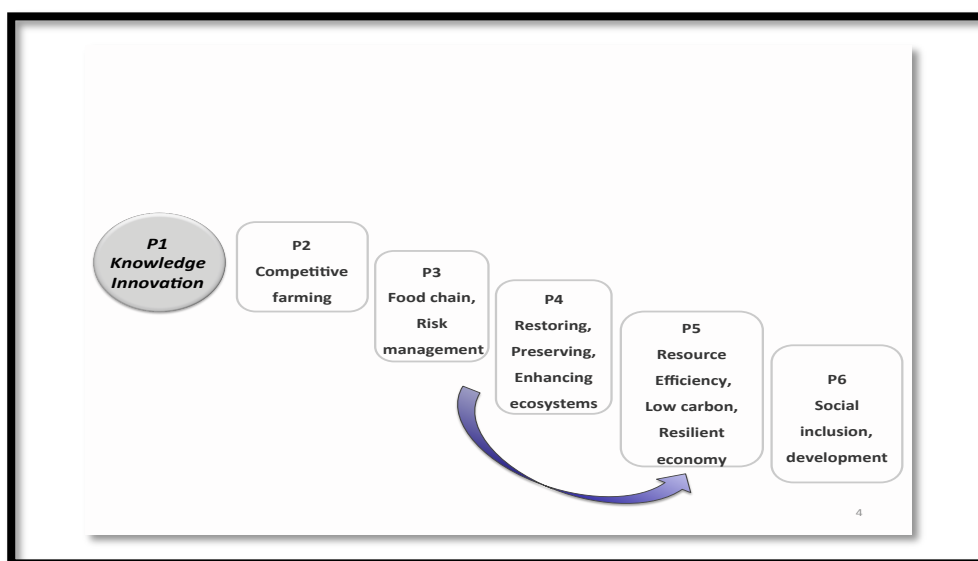 P1
Knowledge
Innovation
P2
Competitive
farming
P3
Food chain,
Risk
management
P4
Restoring,
Preserving,
Enhancing
ecosystems
P5
Resource
Efficiency,
Low carbon,
Resilient
economy
P6
Social
inclusion,
development
4